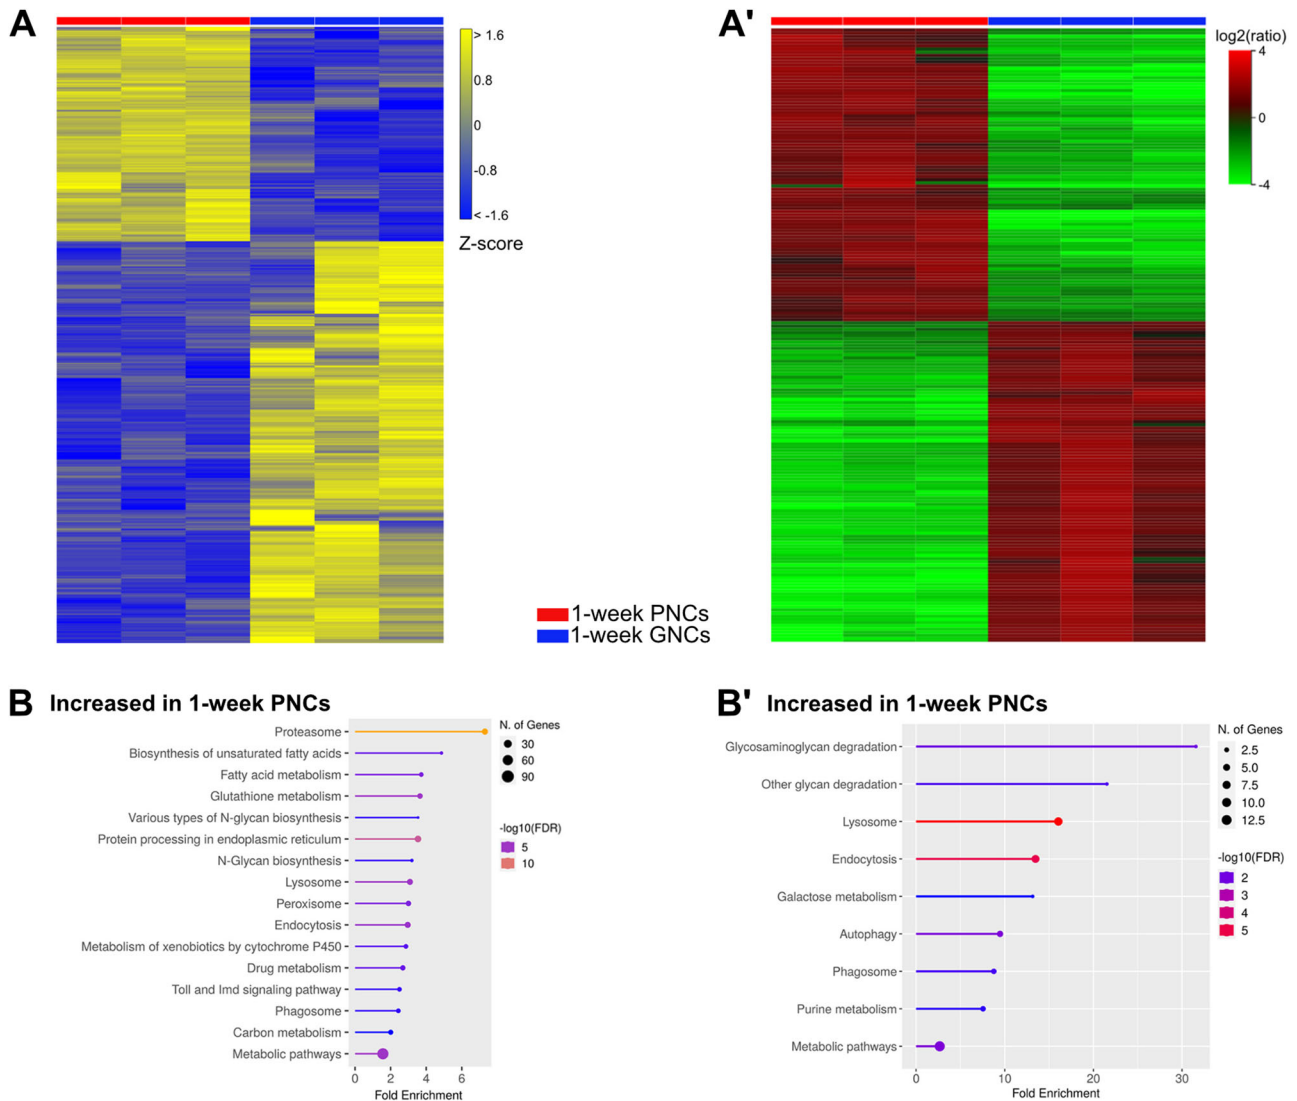 A
> 1.6
0.8
0
-0.8
< -1.6
Z-score
A'
log2(ratio)
4
0
-4
1-week PNCs
1-week GNCs
B Increased in 1-week PNCs
Proteasome
Biosynthesis of unsaturated fatty acids
Fatty acid metabolism
Glutathione metabolism
Various types of N-glycan biosynthesis
Protein processing in endoplasmic reticulum
N-Glycan biosynthesis
Lysosome
Peroxisome
Endocytosis
Metabolism of xenobiotics by cytochrome P450
Drug metabolism
Toll and Imd signaling pathway
Phagosome
Carbon metabolism
Metabolic pathways
0 2 4 6
Fold Enrichment
N. of Genes
30
60
90
-log10(FDR)
5
10
B' Increased in 1-week PNCs
Glycosaminoglycan degradation
Other glycan degradation
Lysosome
Endocytosis
Galactose metabolism
Autophagy
Phagosome
Purine metabolism
Metabolic pathways
0 10 20 30
Fold Enrichment
N. of Genes
2.5
5.0
7.5
10.0
12.5
-log10(FDR)
2
3
4
5